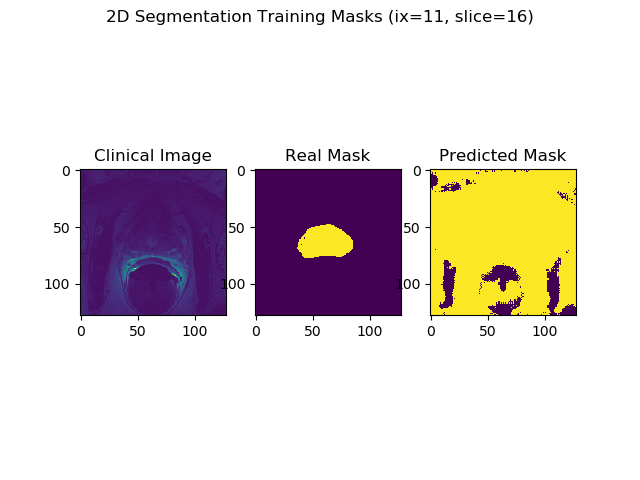 2D Segmentation Training Masks (ix=11, slice=16)
Clinical Image Real Mask Predicted Mask
0 0 0
50 50 50
100 100 100
0 50 100 0 50 100 0 50 100